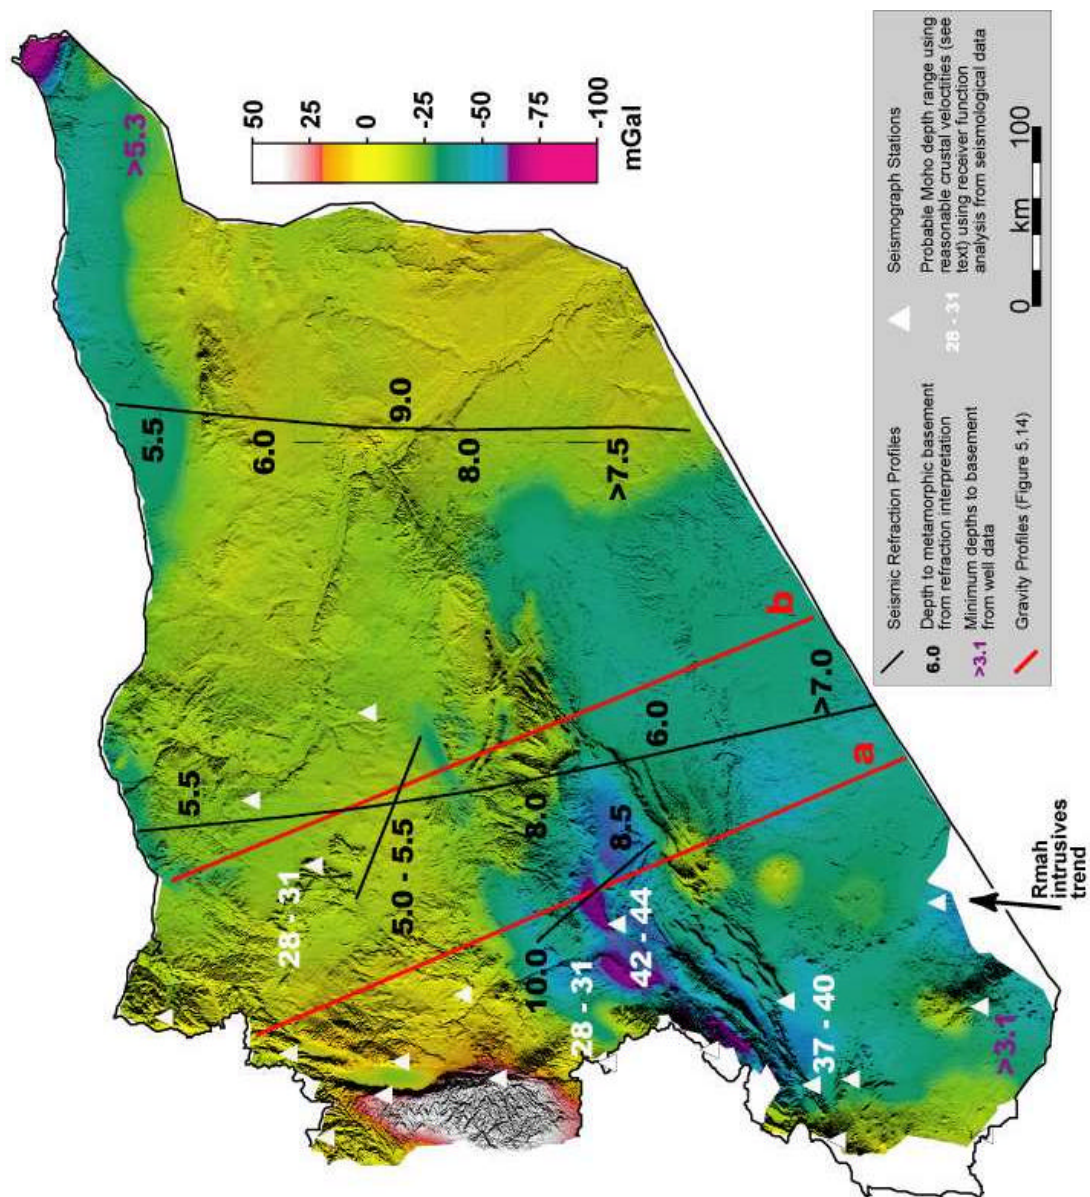 50
25
0
-25
-50
-75
-100
mGal
>5.3
5.5
6.0
9.0
8.0
>7.5
5.5
28 - 31
5.0 - 5.5
8.0
6.0
>7.0
b
a
8.5
10.0
28 - 31
42 - 44
37 - 40
>3.1
Rmah
intrusives
trend
Seismic Refraction Profiles
6.0
Depth to metamorphic basement
from refraction interpretation
>3.1
Minimum depths to basement
from well data
Gravity Profiles (Figure 5.14)
Seismograph Stations
28 - 31
Probable Moho depth range using
reasonable crustal veloctities (see
text) using receiver function
analysis from seismological data
0 km 100